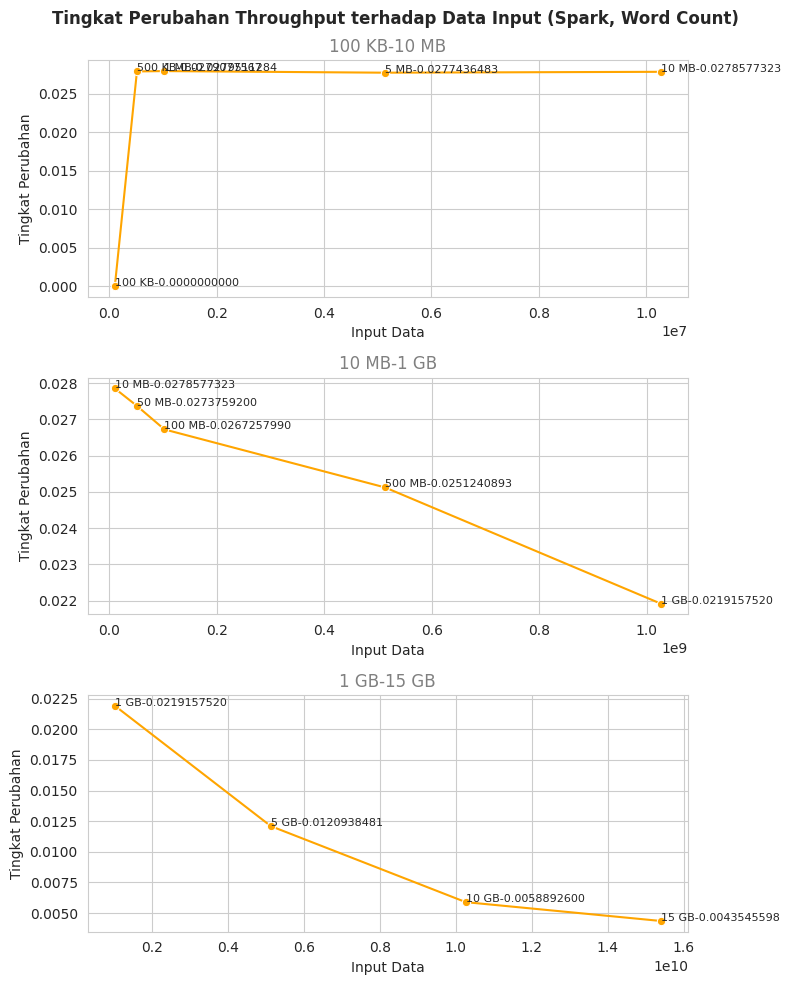 Tingkat Perubahan Throughput terhadap Data Input (Spark, Word Count)
100 KB-10 MB
10 MB-0.0278577323
5 MB-0.0277436483
0.025
0.020
0.015
0.010
0.005
0.000
Tingkat Perubahan
100 KB-0.0000000000
0.0
0.2
0.4
0.6
0.8
1.0
1e7
Input Data
10 MB-1 GB
10 MB-0.0278577323
50 MB-0.0273759200
100 MB-0.0267257990
500 MB-0.0251240893
1 GB-0.0219157520
0.028
0.027
0.026
0.025
0.024
0.023
0.022
Tingkat Perubahan
0.0
0.2
0.4
0.6
0.8
1.0
1e9
Input Data
1 GB-15 GB
1 GB-0.0219157520
5 GB-0.0120938481
10 GB-0.0058892600
15 GB-0.0043545598
0.0225
0.0200
0.0175
0.0150
0.0125
0.0100
0.0075
0.0050
Tingkat Perubahan
0.2
0.4
0.6
0.8
1.0
1.2
1.4
1.6
1e10
Input Data